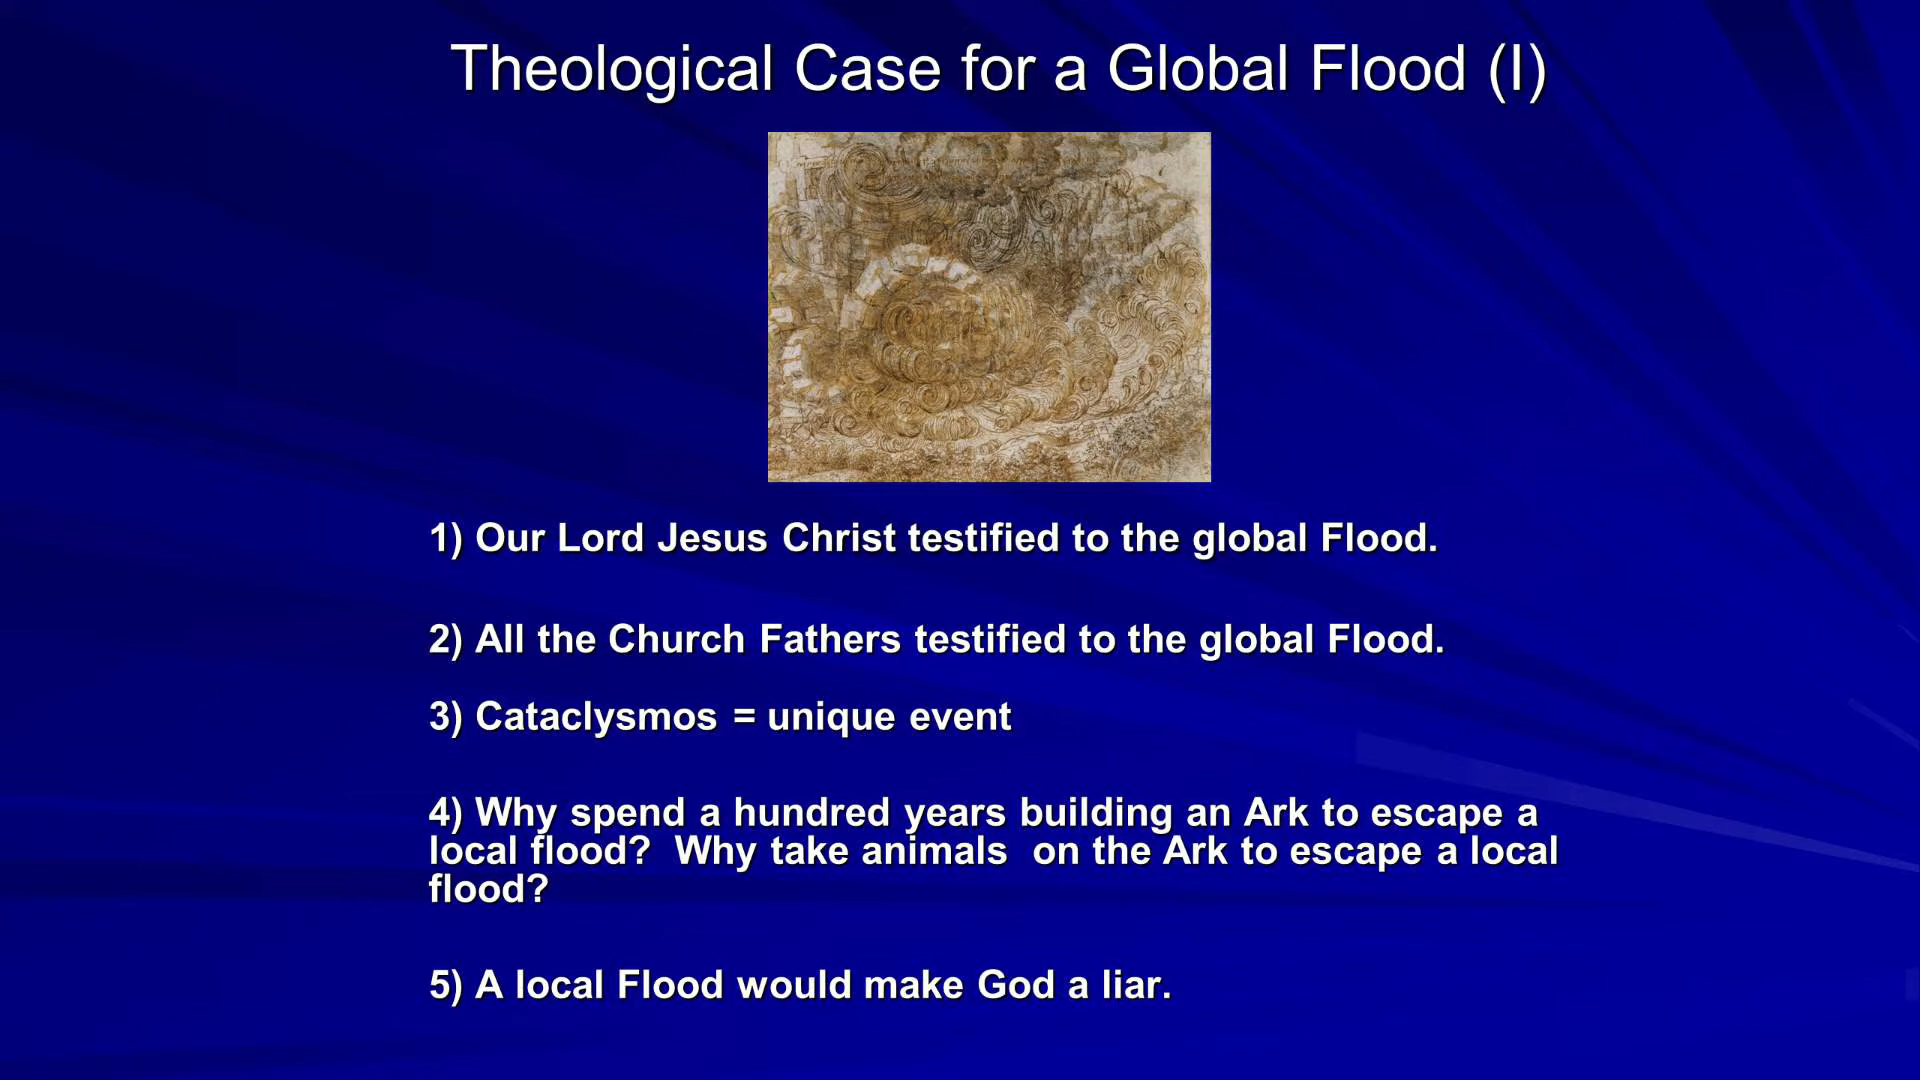 Theological Case for a Global Flood (I)
1) Our Lord Jesus Christ testified to the global Flood.
2) All the Church Fathers testified to the global Flood.
3) Cataclysmos = unique event
4) Why spend a hundred years building an Ark to escape a
local flood?  Why take animals  on the Ark to escape a local
flood?
5) A local Flood would make God a liar.